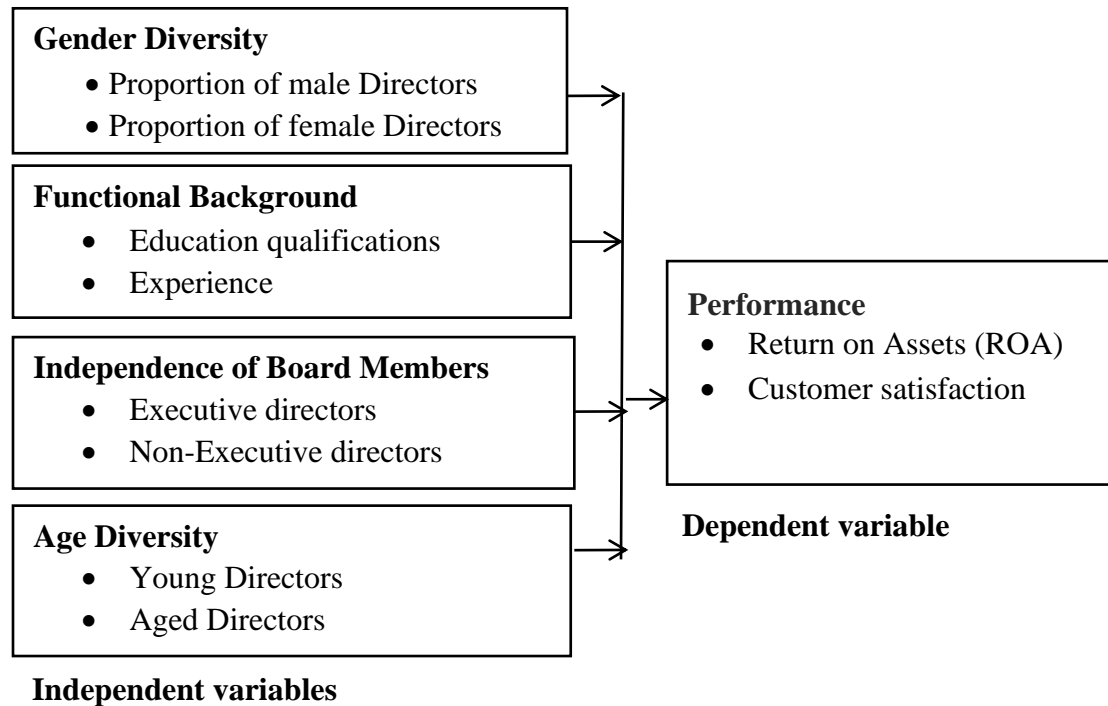 Gender Diversity
• Proportion of male Directors
• Proportion of female Directors
Functional Background
• Education qualifications
• Experience
Independence of Board Members
• Executive directors
• Non-Executive directors
Age Diversity
• Young Directors
• Aged Directors
Independent variables
Performance
• Return on Assets (ROA)
• Customer satisfaction
Dependent variable